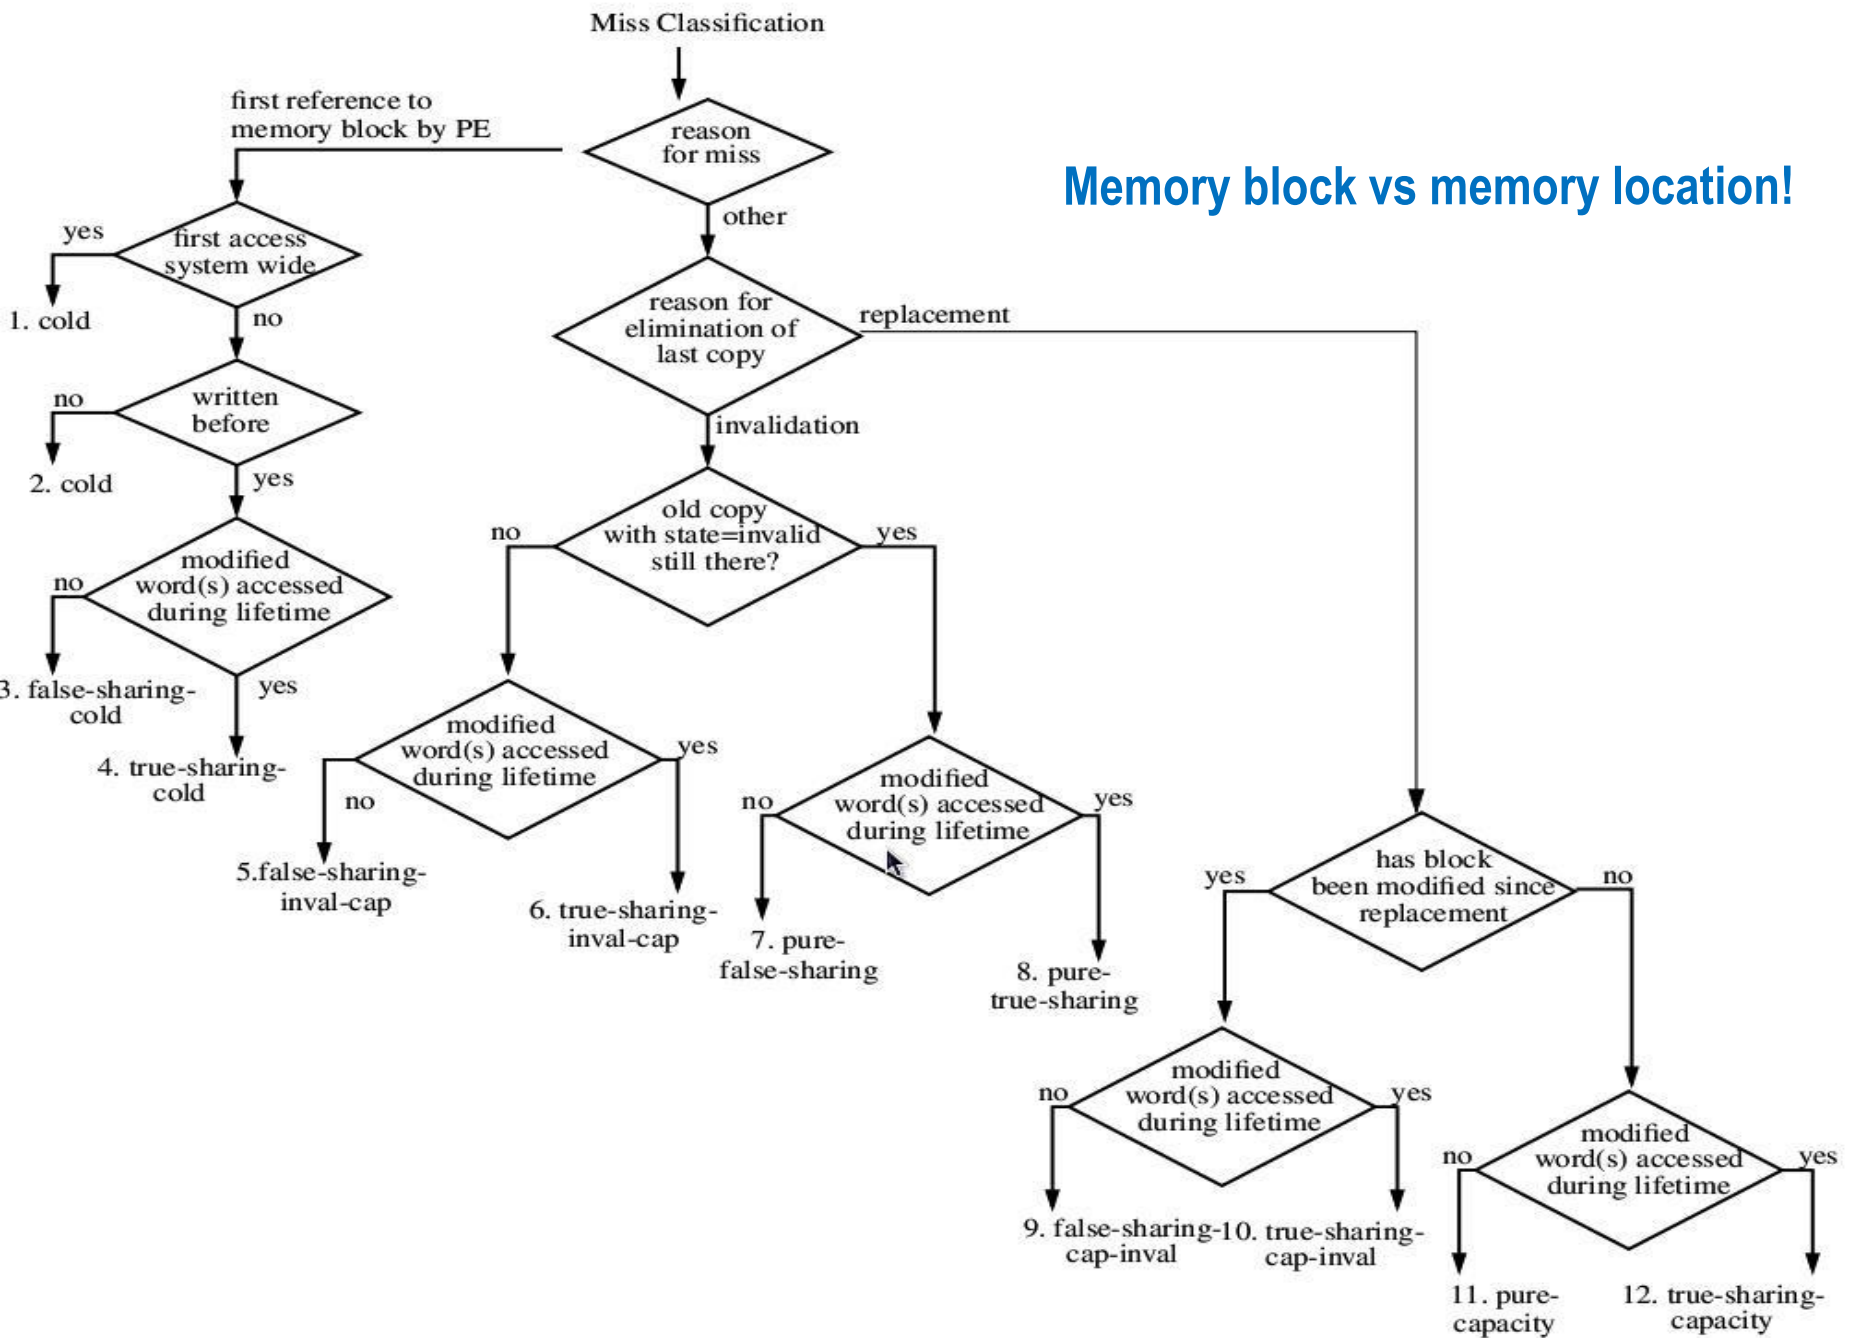 Miss Classification
first reference to
memory block by PE
reason
for miss
Memory block vs memory location!
other
yes
first access
system wide
1. cold
no
reason for
elimination of
last copy
replacement
no
written
before
2. cold
yes
invalidation
no
modified
word(s) accessed
during lifetime
3. false-sharing-
cold
yes
4. true-sharing-
cold
no
old copy
with state=invalid
still there?
yes
modified
word(s) accessed
during lifetime
no
yes
5.false-sharing-
inval-cap
6. true-sharing-
inval-cap
no
modified
word(s) accessed
during lifetime
yes
7. pure-
false-sharing
8. pure-
true-sharing
yes
has block
been modified since
replacement
no
no
modified
word(s) accessed
during lifetime
yes
9. false-sharing-
cap-inval
10. true-sharing-
cap-inval
no
modified
word(s) accessed
during lifetime
yes
11. pure-
capacity
12. true-sharing-
capacity